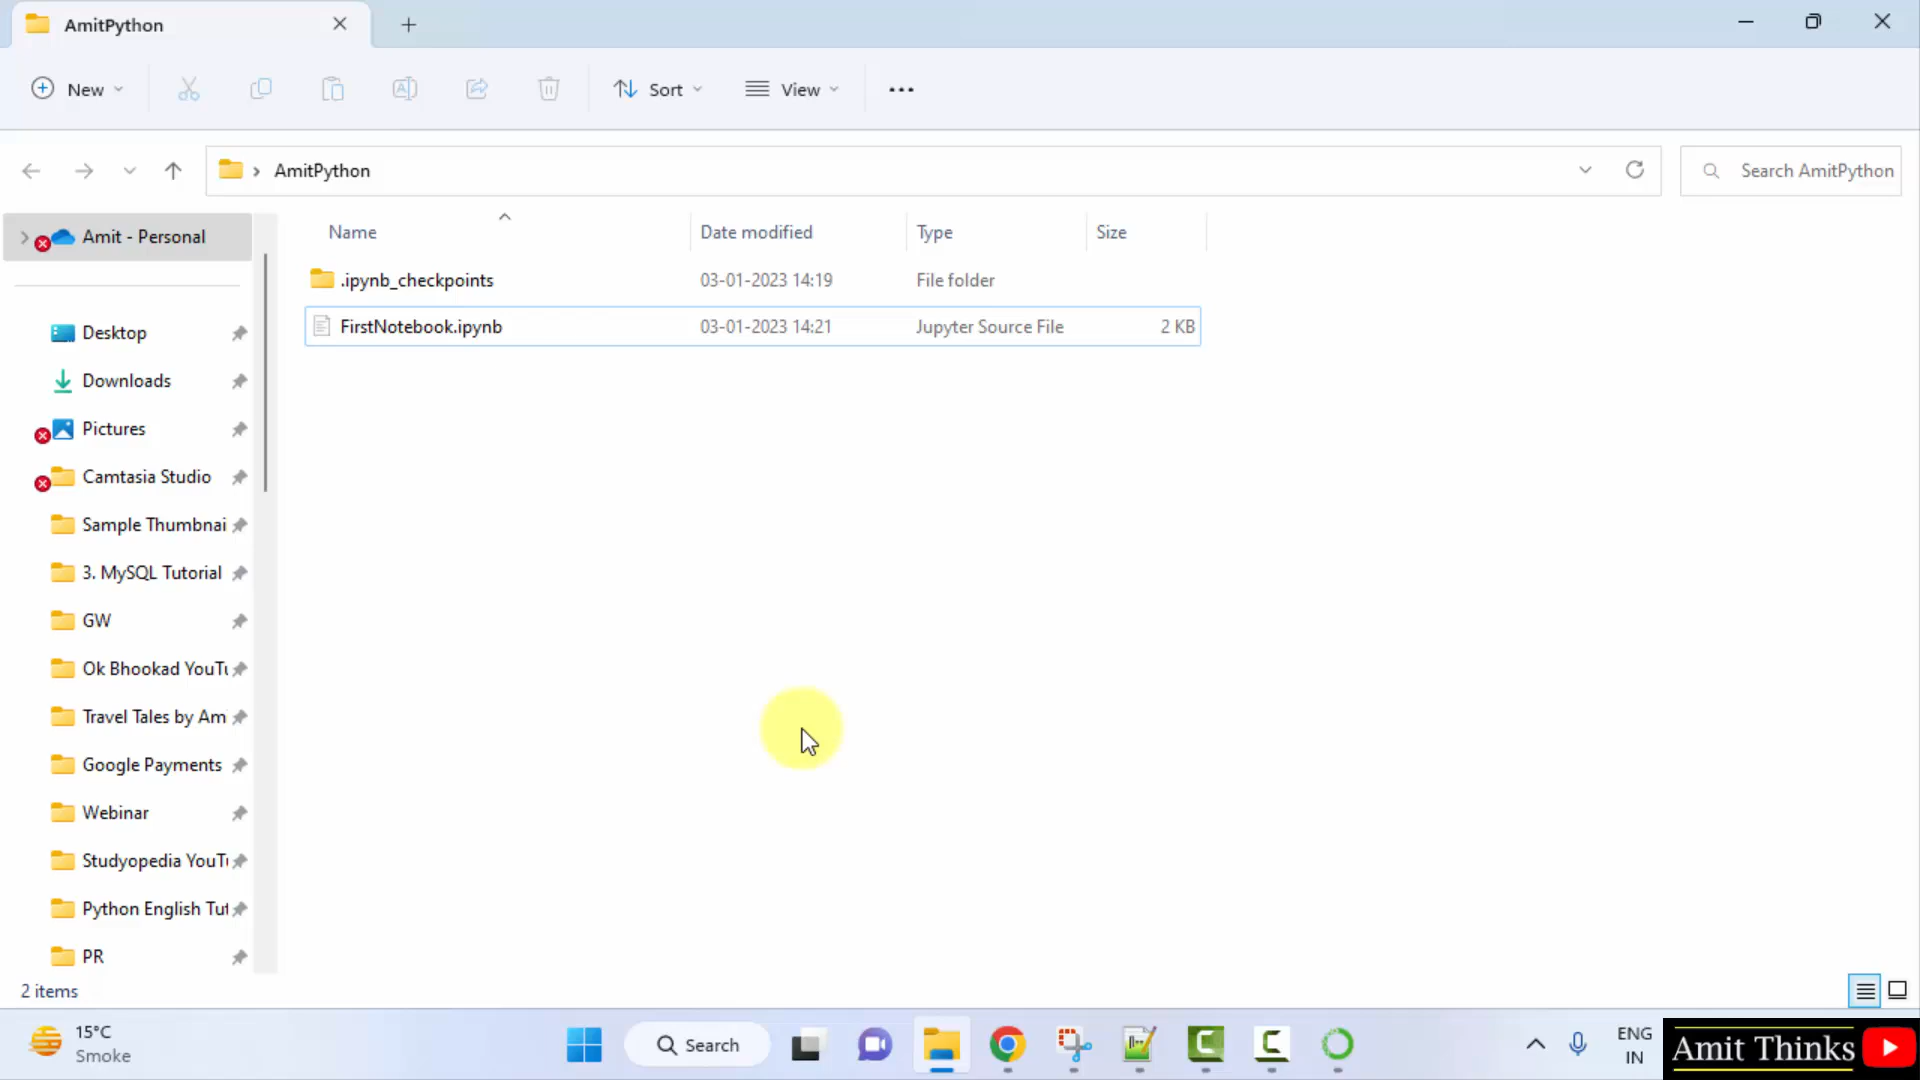 AmitPython
New
Sort
View
AmitPython
Search AmitPython
Amit - Personal
Desktop
Downloads
Pictures
Camtasia Studio
Sample Thumbnai
3. MySQL Tutorial
GW
Ok Bhookad YouTu
Travel Tales by Am
Google Payments
Webinar
Studyopedia YouTu
Python English Tut
PR
Name Date modified Type Size
.ipynb_checkpoints 03-01-2023 14:19 File folder
FirstNotebook.ipynb 03-01-2023 14:21 Jupyter Source File 2 KB
2 items
15°C
Smoke
Search
ENG
IN
Amit Thinks